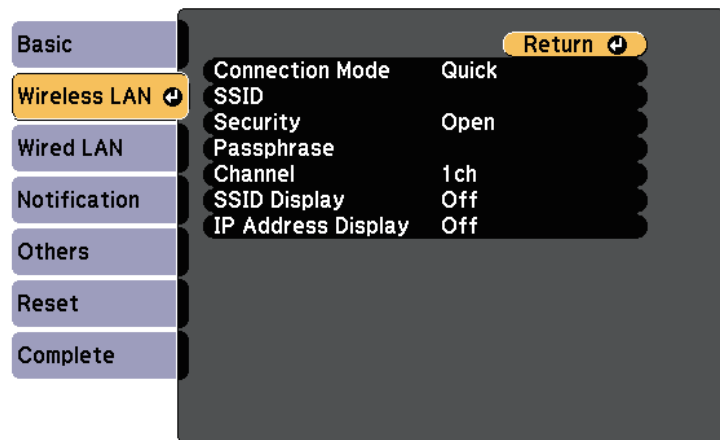 Basic
Wireless LAN
Wired LAN
Notification
Others
Reset
Complete
Return
Connection Mode Quick
SSID
Security Open
Passphrase
Channel 1ch
SSID Display Off
IP Address Display Off